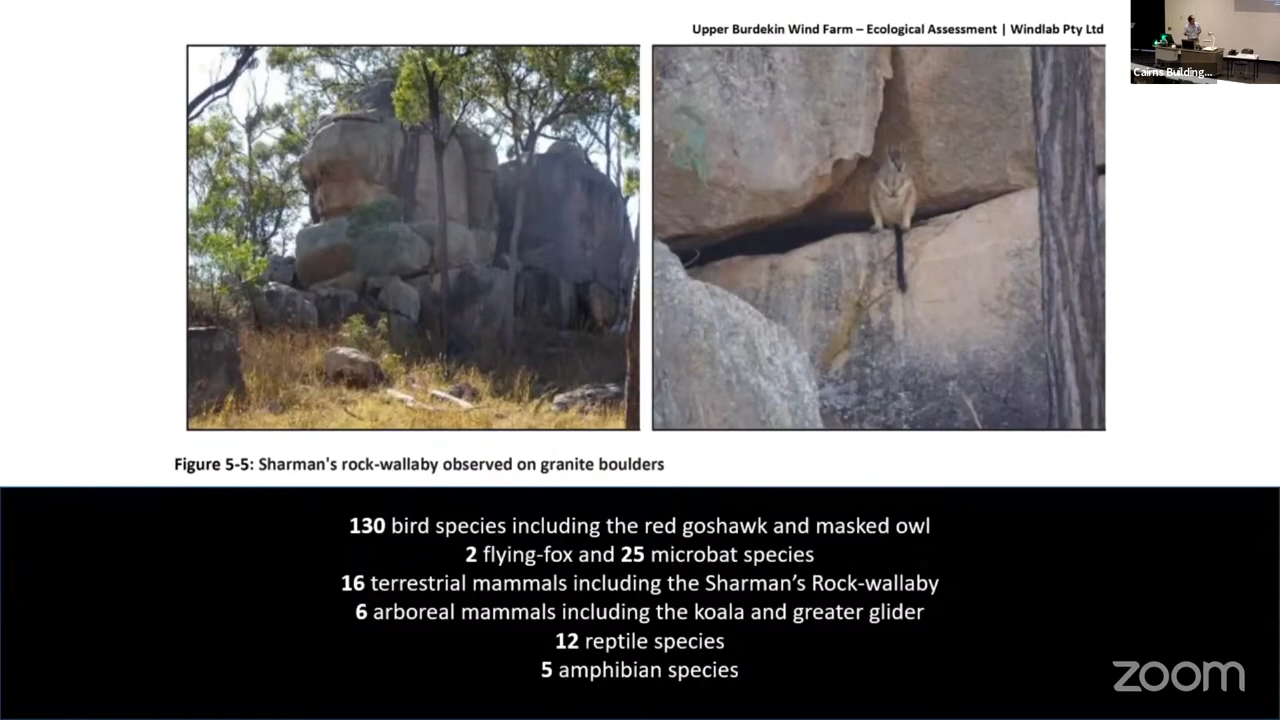 Upper Burdekin Wind Farm – Ecological Assessment | Windlab Pty Ltd
Cairns Building...
Figure 5-5: Sharman's rock-wallaby observed on granite boulders
130 bird species including the red goshawk and masked owl
2 flying-fox and 25 microbat species
16 terrestrial mammals including the Sharman’s Rock-wallaby
6 arboreal mammals including the koala and greater glider
12 reptile species
5 amphibian species
zoom